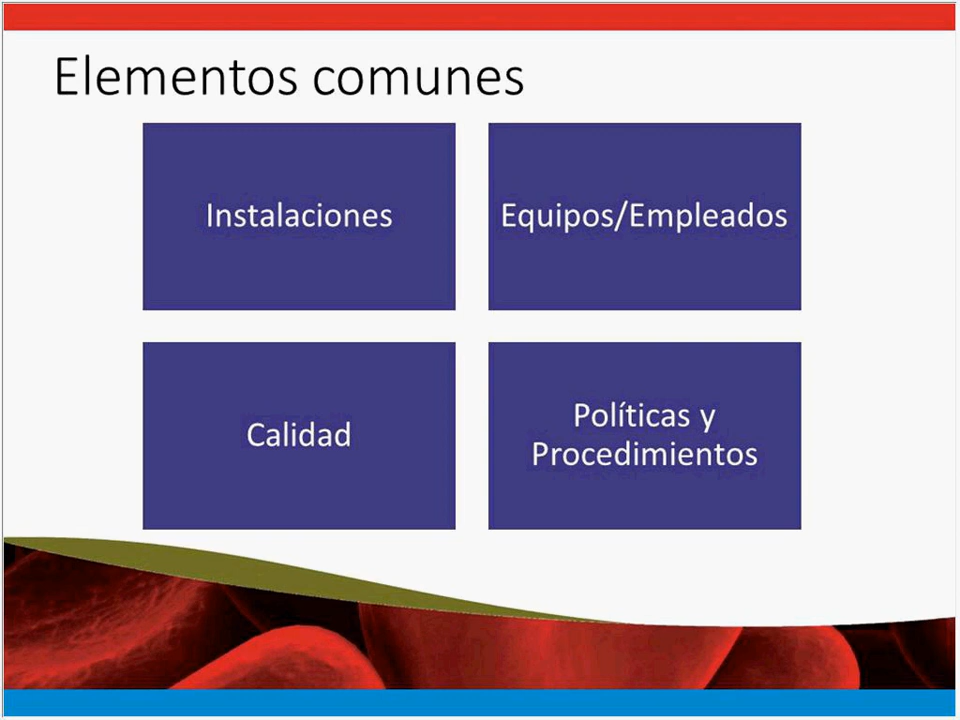 Elementos comunes
Instalaciones
Equipos/Empleados
Calidad
Políticas y
Procedimientos